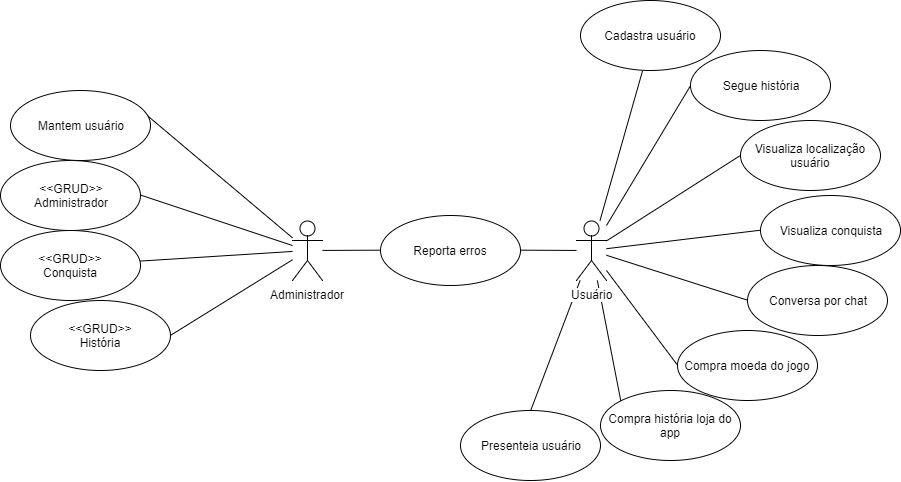 Cadastra usuário
Segue história
Visualiza localização
usuário
Visualiza conquista
Conversa por chat
Compra moeda do jogo
Compra história loja do
app
Presenteia usuário
Usuário
Reporta erros
Administrador
Mantem usuário
<<GRUD>>
Administrador
<<GRUD>>
Conquista
<<GRUD>>
História